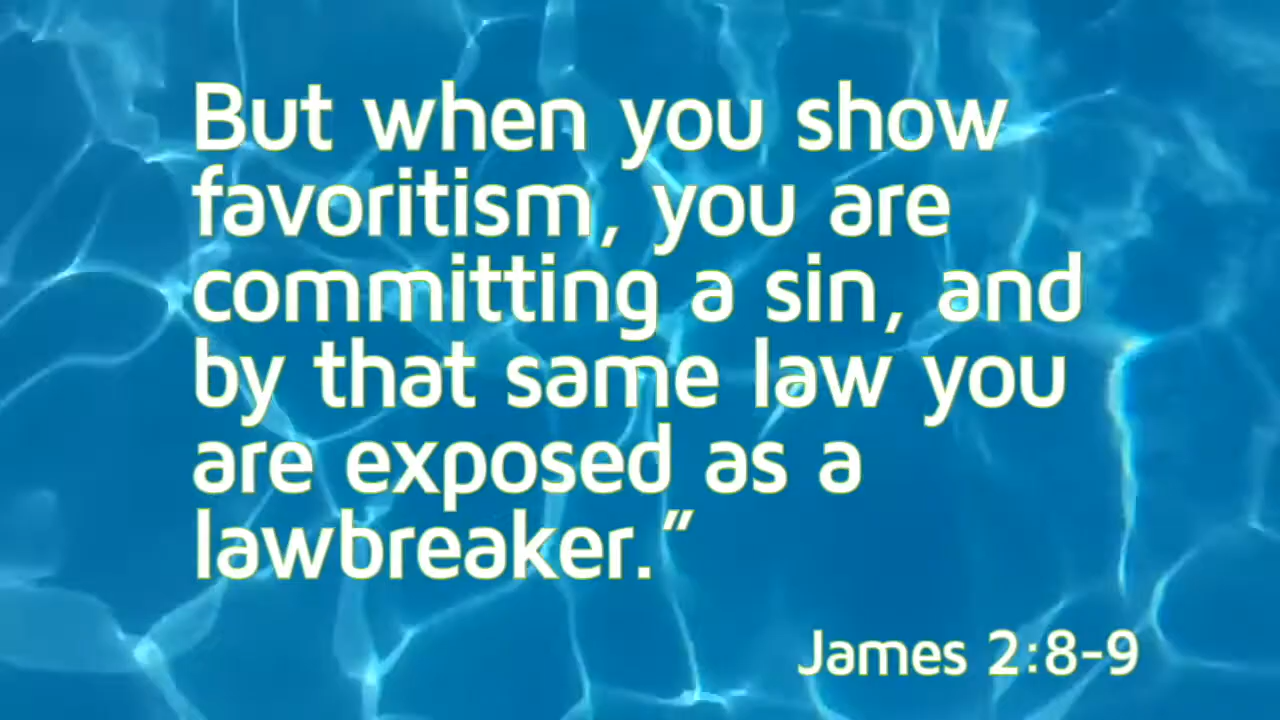 But when you show
favoritism, you are
committing a sin, and
by that same law you
are exposed as a
lawbreaker.”
James 2:8-9